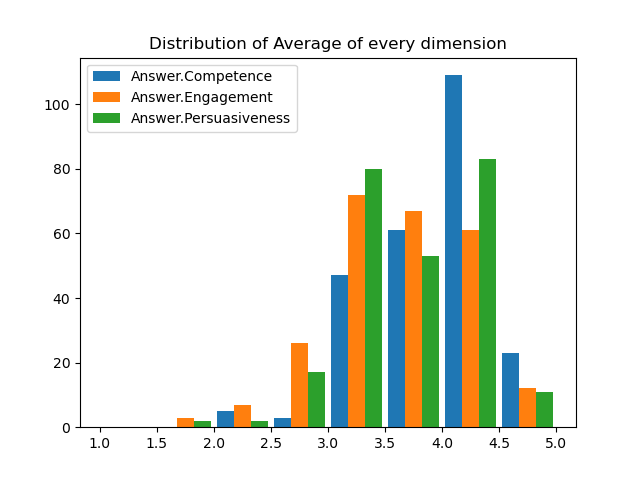 Distribution of Average of every dimension
Answer.Competence
Answer.Engagement
Answer.Persuasiveness
100
80
60
40
20
0
1.0 1.5 2.0 2.5 3.0 3.5 4.0 4.5 5.0